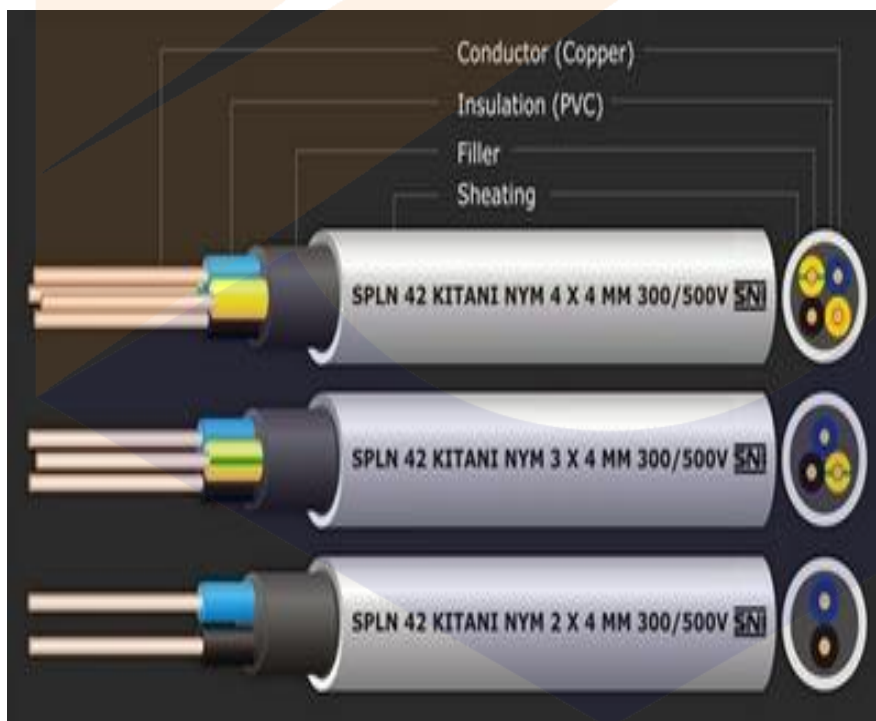 Conductor (Copper)
Insulation (PVC)
Filler
Sheating
SPLN 42 KITANI NYM 4 X 4 MM 300/500V SNI
SPLN 42 KITANI NYM 3 X 4 MM 300/500V SNI
SPLN 42 KITANI NYM 2 X 4 MM 300/500V SNI